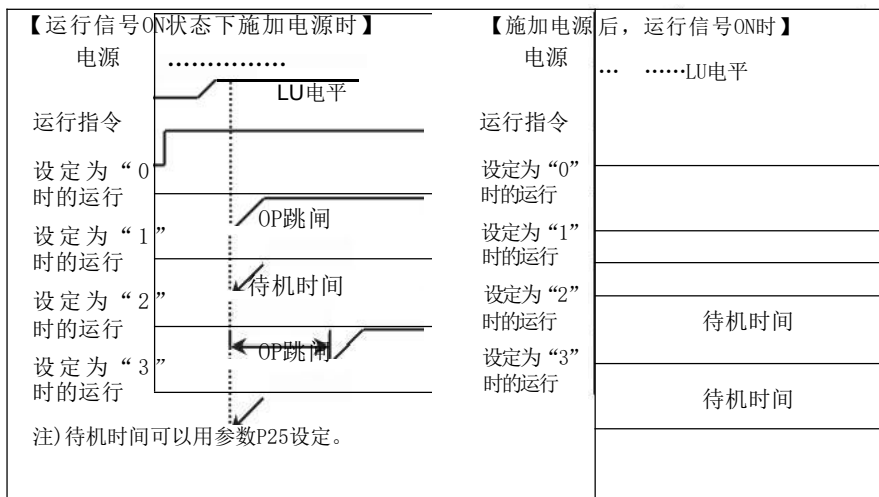 【运行信号ON状态下施加电源时】
电源
LU电平
运行指令
设定为“0
时的运行
OP跳闸
设定为“1”
时的运行
待机时间
设定为“2”
时的运行
OP跳闸
设定为“3”
时的运行
注)待机时间可以用参数P25设定。
【施加电源后，运行信号ON时】
电源
… ……LU电平
运行指令
设定为“0”
时的运行
设定为“1”
时的运行
设定为“2”
时的运行
待机时间
设定为“3”
时的运行
待机时间